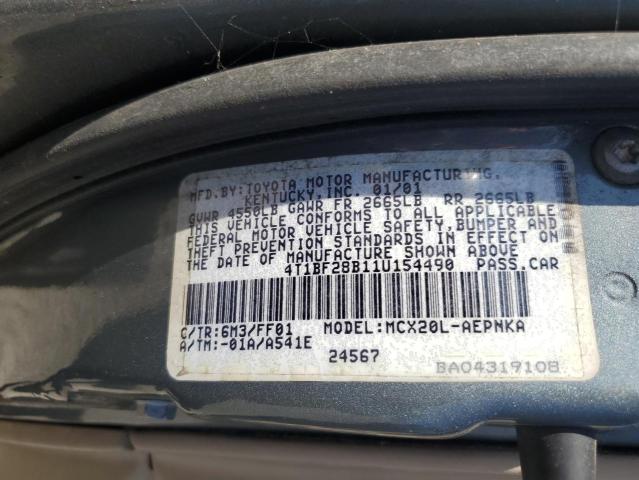 MFD. BY: TOYOTA MOTOR MANUFACTURING,
KENTUCKY, INC. 01/01
GVWR 4550LB GAWR FR 2665LB RR 2665LB
THIS VEHICLE CONFORMS TO ALL APPLICABLE
FEDERAL MOTOR VEHICLE SAFETY, BUMPER AND
THEFT PREVENTION STANDARDS IN EFFECT ON
THE DATE OF MANUFACTURE SHOWN ABOVE.
4T1BF28B11U154490 PASS.CAR
C/TR:6M3/FF01 MODEL:MCX20L-AEPNKA
A/TM:-01A/A541E
24567
BA04319108